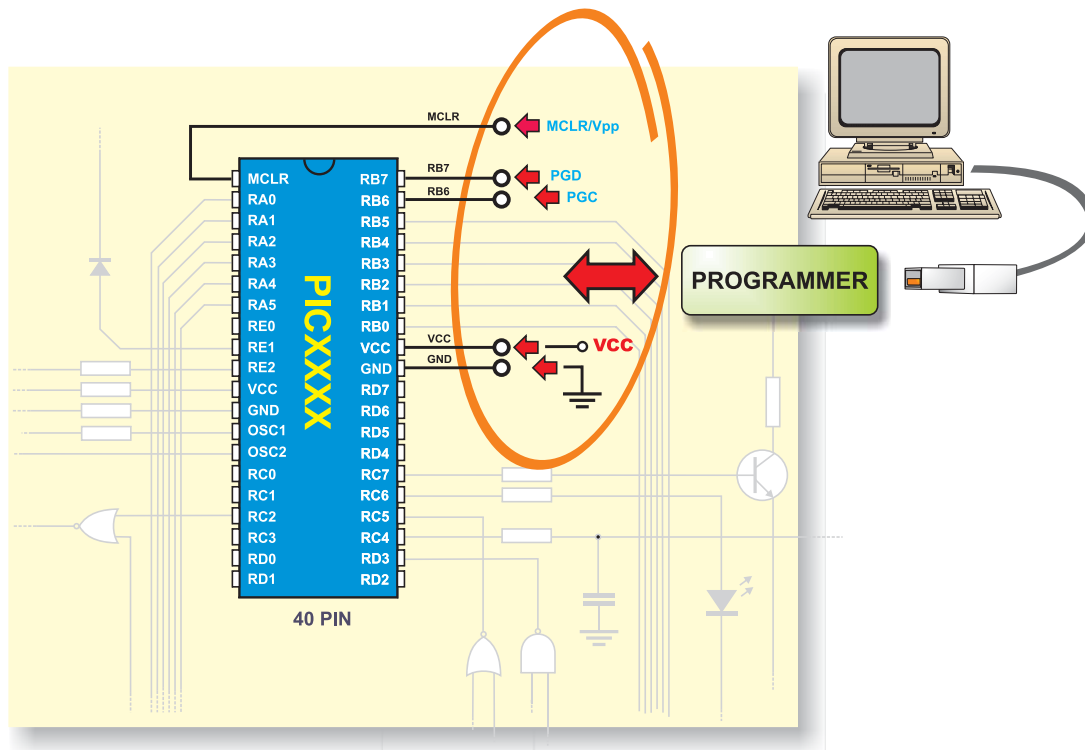 MCLR
MCLR/Vpp
RB7
PGD
RB6
PGC
MCLR
RA0
RA1
RA2
RA3
RA4
RA5
RE0
RE1
RE2
VCC
GND
OSC1
OSC2
RC0
RC1
RC2
RC3
RD0
RD1
PICXXXX
RB7
RB6
RB5
RB4
RB3
RB2
RB1
RB0
VCC
GND
RD7
RD6
RD5
RD4
RC7
RC6
RC5
RC4
RD3
RD2
VCC
VCC
GND
PROGRAMMER
40 PIN